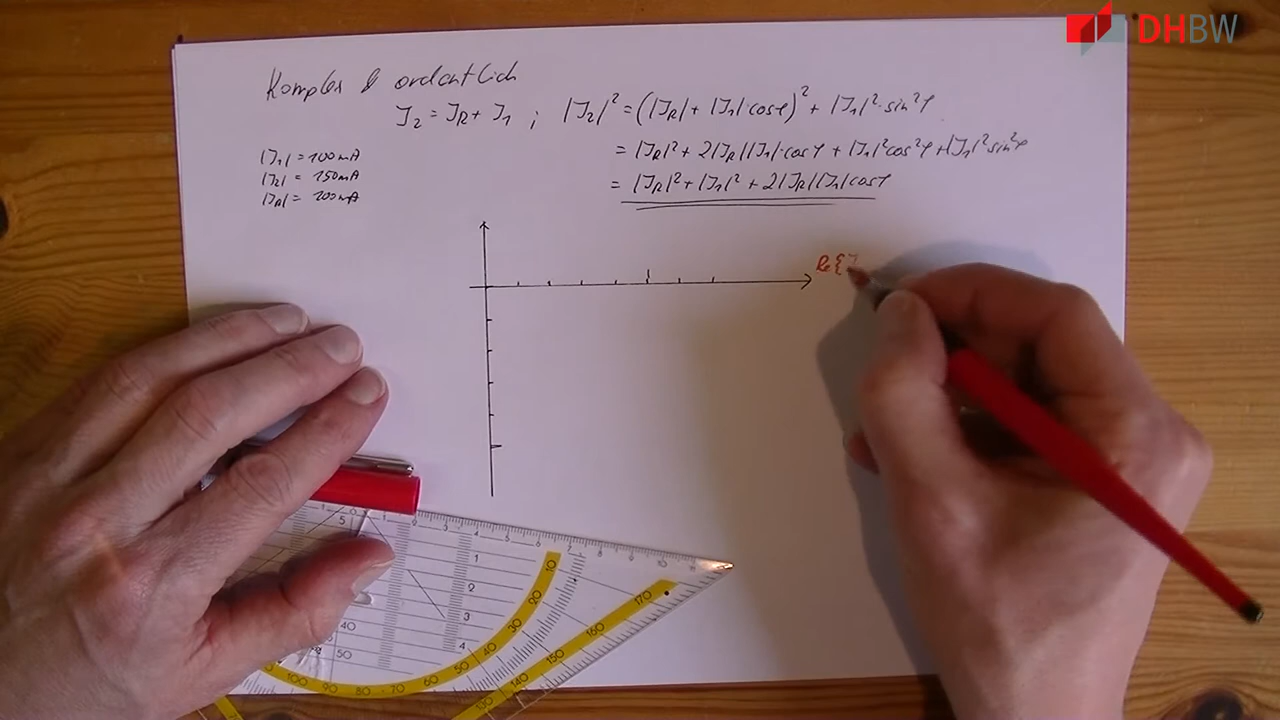 DHBW
Komplex & ordentlich
I₂ = I_R + I₁ ; |I₂|² = (|I_R| + |I₁| cosφ)² + |I₁|²·sin²φ
= |I_R|² + 2|I_R||I₁|·cosφ + |I₁|²cos²φ + |I₁|²sin²φ
= |I_R|² + |I₁|² + 2|I_R||I₁|cosφ
|I₁| = 100mA
|I₂| = 150mA
|I_R| = 200mA
Re{I